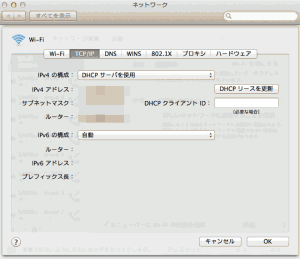 ネットワーク
すべてを表示
Wi-Fi
Wi-Fi TCP/IP DNS WINS 802.1X プロキシ ハードウェア
IPv4 の構成： DHCP サーバを使用
IPv4 アドレス： DHCP リースを更新
サブネットマスク： DHCP クライアント ID：
ルーター： （必要な場合）
IPv6 の構成： 自動
ルーター：
IPv6 アドレス：
プレフィックス長：
? キャンセル OK